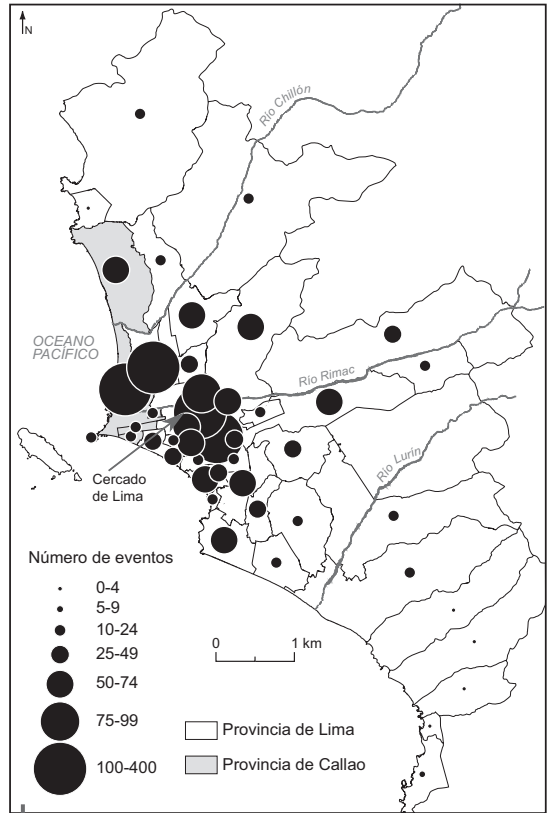 N
Río Chillón
OCEANO
PACÍFICO
Río Rimac
Río Lurín
Cercado
de Lima
Número de eventos
0-4
5-9
10-24
25-49
50-74
75-99
100-400
0 1 km
Provincia de Lima
Provincia de Callao